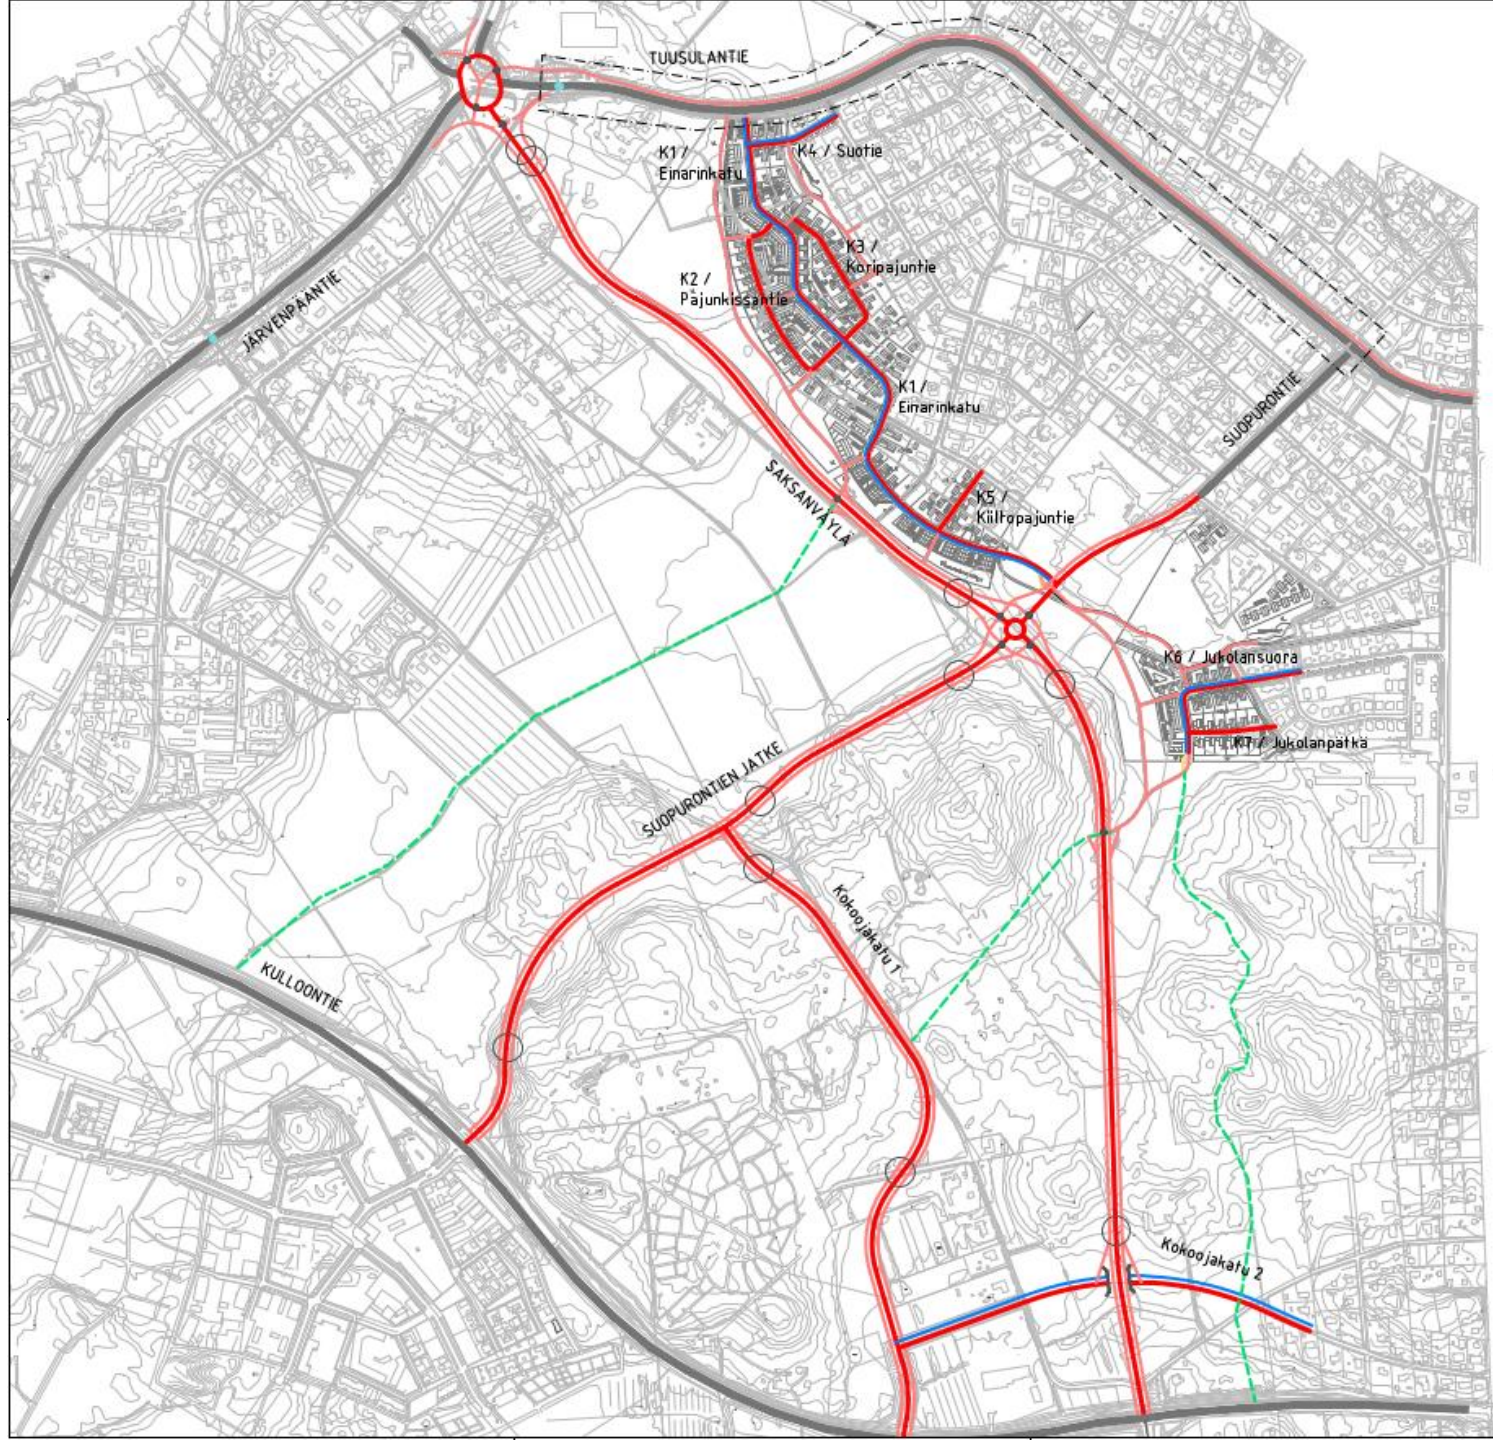 TUUSULANTIE
K1 /
Einarinkatu
K4 / Suotie
K3 /
Koripajuntie
K2 /
Pajunkissantie
JÄRVENPÄÄNTIE
K1 /
Einarinkatu
SUOPURONTIE
SAKSANVÄYLÄ
K5 /
Kiiltopajuntie
K6 / Jukolansuora
K7 / Jukolanpätkä
SUOPURONTIEN JATKE
Kokoojakatu 1
KULLOONTIE
Kokoojakatu 2